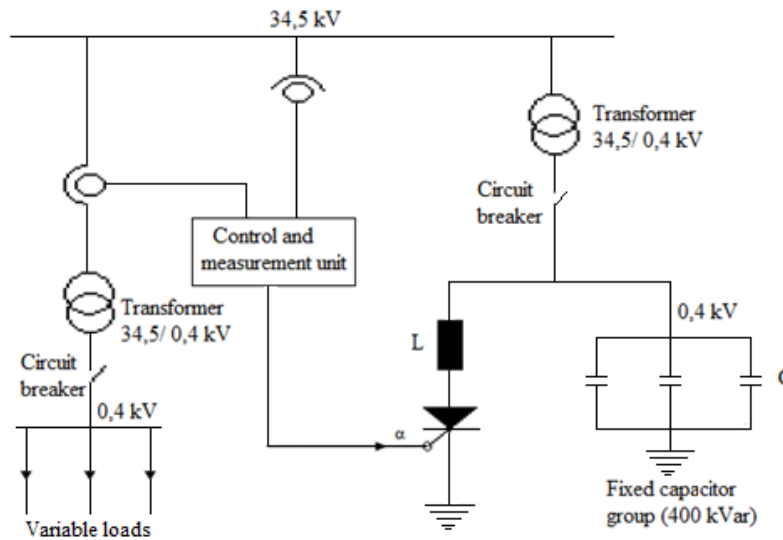 34,5 kV
Transformer
34,5/ 0,4 kV
Circuit
breaker
Control and
measurement unit
Transformer
34,5/ 0,4 kV
L
0,4 kV
Circuit
breaker
0,4 kV
α
Fixed capacitor
group (400 kVar)
Variable loads